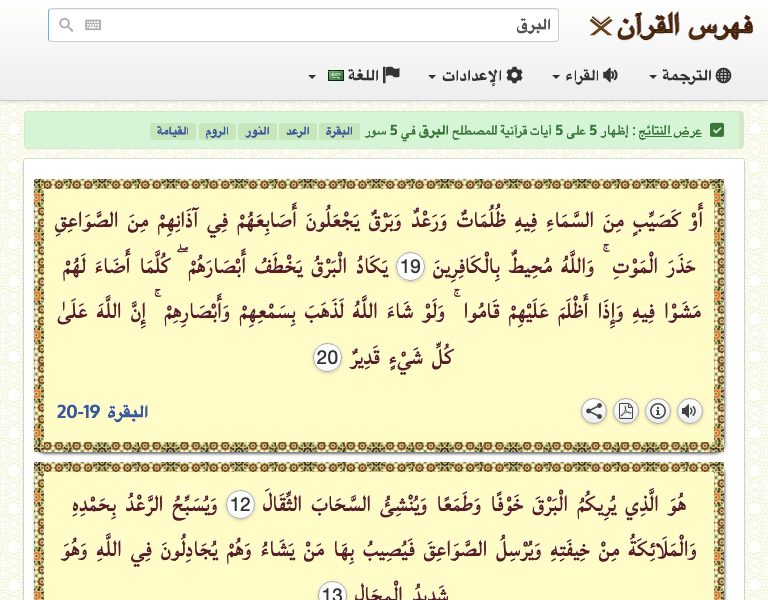 فهرس القرآن
البرق
الترجمة
القراء
الإعدادات
اللغة
عرض النتائج : إظهار 5 على 5 آيات قرآنية للمصطلح البرق في 5 سور البقرة الرعد النور الروم القيامة
أَوْ كَصَيِّبٍ مِنَ السَّمَاءِ فِيهِ ظُلُمَاتٌ وَرَعْدٌ وَبَرْقٌ يَجْعَلُونَ أَصَابِعَهُمْ فِي آذَانِهِمْ مِنَ الصَّوَاعِقِ
حَذَرَ الْمَوْتِ ۚ وَاللَّهُ مُحِيطٌ بِالْكَافِرِينَ 19 يَكَادُ الْبَرْقُ يَخْطَفُ أَبْصَارَهُمْ ۖ كُلَّمَا أَضَاءَ لَهُمْ
مَشَوْا فِيهِ وَإِذَا أَظْلَمَ عَلَيْهِمْ قَامُوا ۚ وَلَوْ شَاءَ اللَّهُ لَذَهَبَ بِسَمْعِهِمْ وَأَبْصَارِهِمْ ۚ إِنَّ اللَّهَ عَلَىٰ
كُلِّ شَيْءٍ قَدِيرٌ 20
البقرة 19-20
هُوَ الَّذِي يُرِيكُمُ الْبَرْقَ خَوْفًا وَطَمَعًا وَيُنْشِئُ السَّحَابَ الثِّقَالَ 12 وَيُسَبِّحُ الرَّعْدُ بِحَمْدِهِ
وَالْمَلَائِكَةُ مِنْ خِيفَتِهِ وَيُرْسِلُ الصَّوَاعِقَ فَيُصِيبُ بِهَا مَنْ يَشَاءُ وَهُمْ يُجَادِلُونَ فِي اللَّهِ وَهُوَ
شَدِيدُ الْمِحَالِ 13